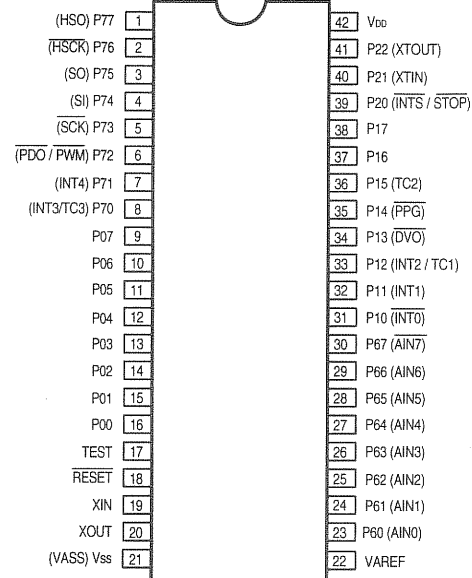 (HSO) P77 1
(HSCK) P76 2
(SO) P75 3
(SI) P74 4
(SCK) P73 5
(PDO / PWM) P72 6
(INT4) P71 7
(INT3/TC3) P70 8
P07 9
P06 10
P05 11
P04 12
P03 13
P02 14
P01 15
P00 16
TEST 17
RESET 18
XIN 19
XOUT 20
(VASS) Vss 21
42 VDD
41 P22 (XTOUT)
40 P21 (XTIN)
39 P20 (INT5 / STOP)
38 P17
37 P16
36 P15 (TC2)
35 P14 (PPG)
34 P13 (DVO)
33 P12 (INT2 / TC1)
32 P11 (INT1)
31 P10 (INT0)
30 P67 (AIN7)
29 P66 (AIN6)
28 P65 (AIN5)
27 P64 (AIN4)
26 P63 (AIN3)
25 P62 (AIN2)
24 P61 (AIN1)
23 P60 (AIN0)
22 VAREF